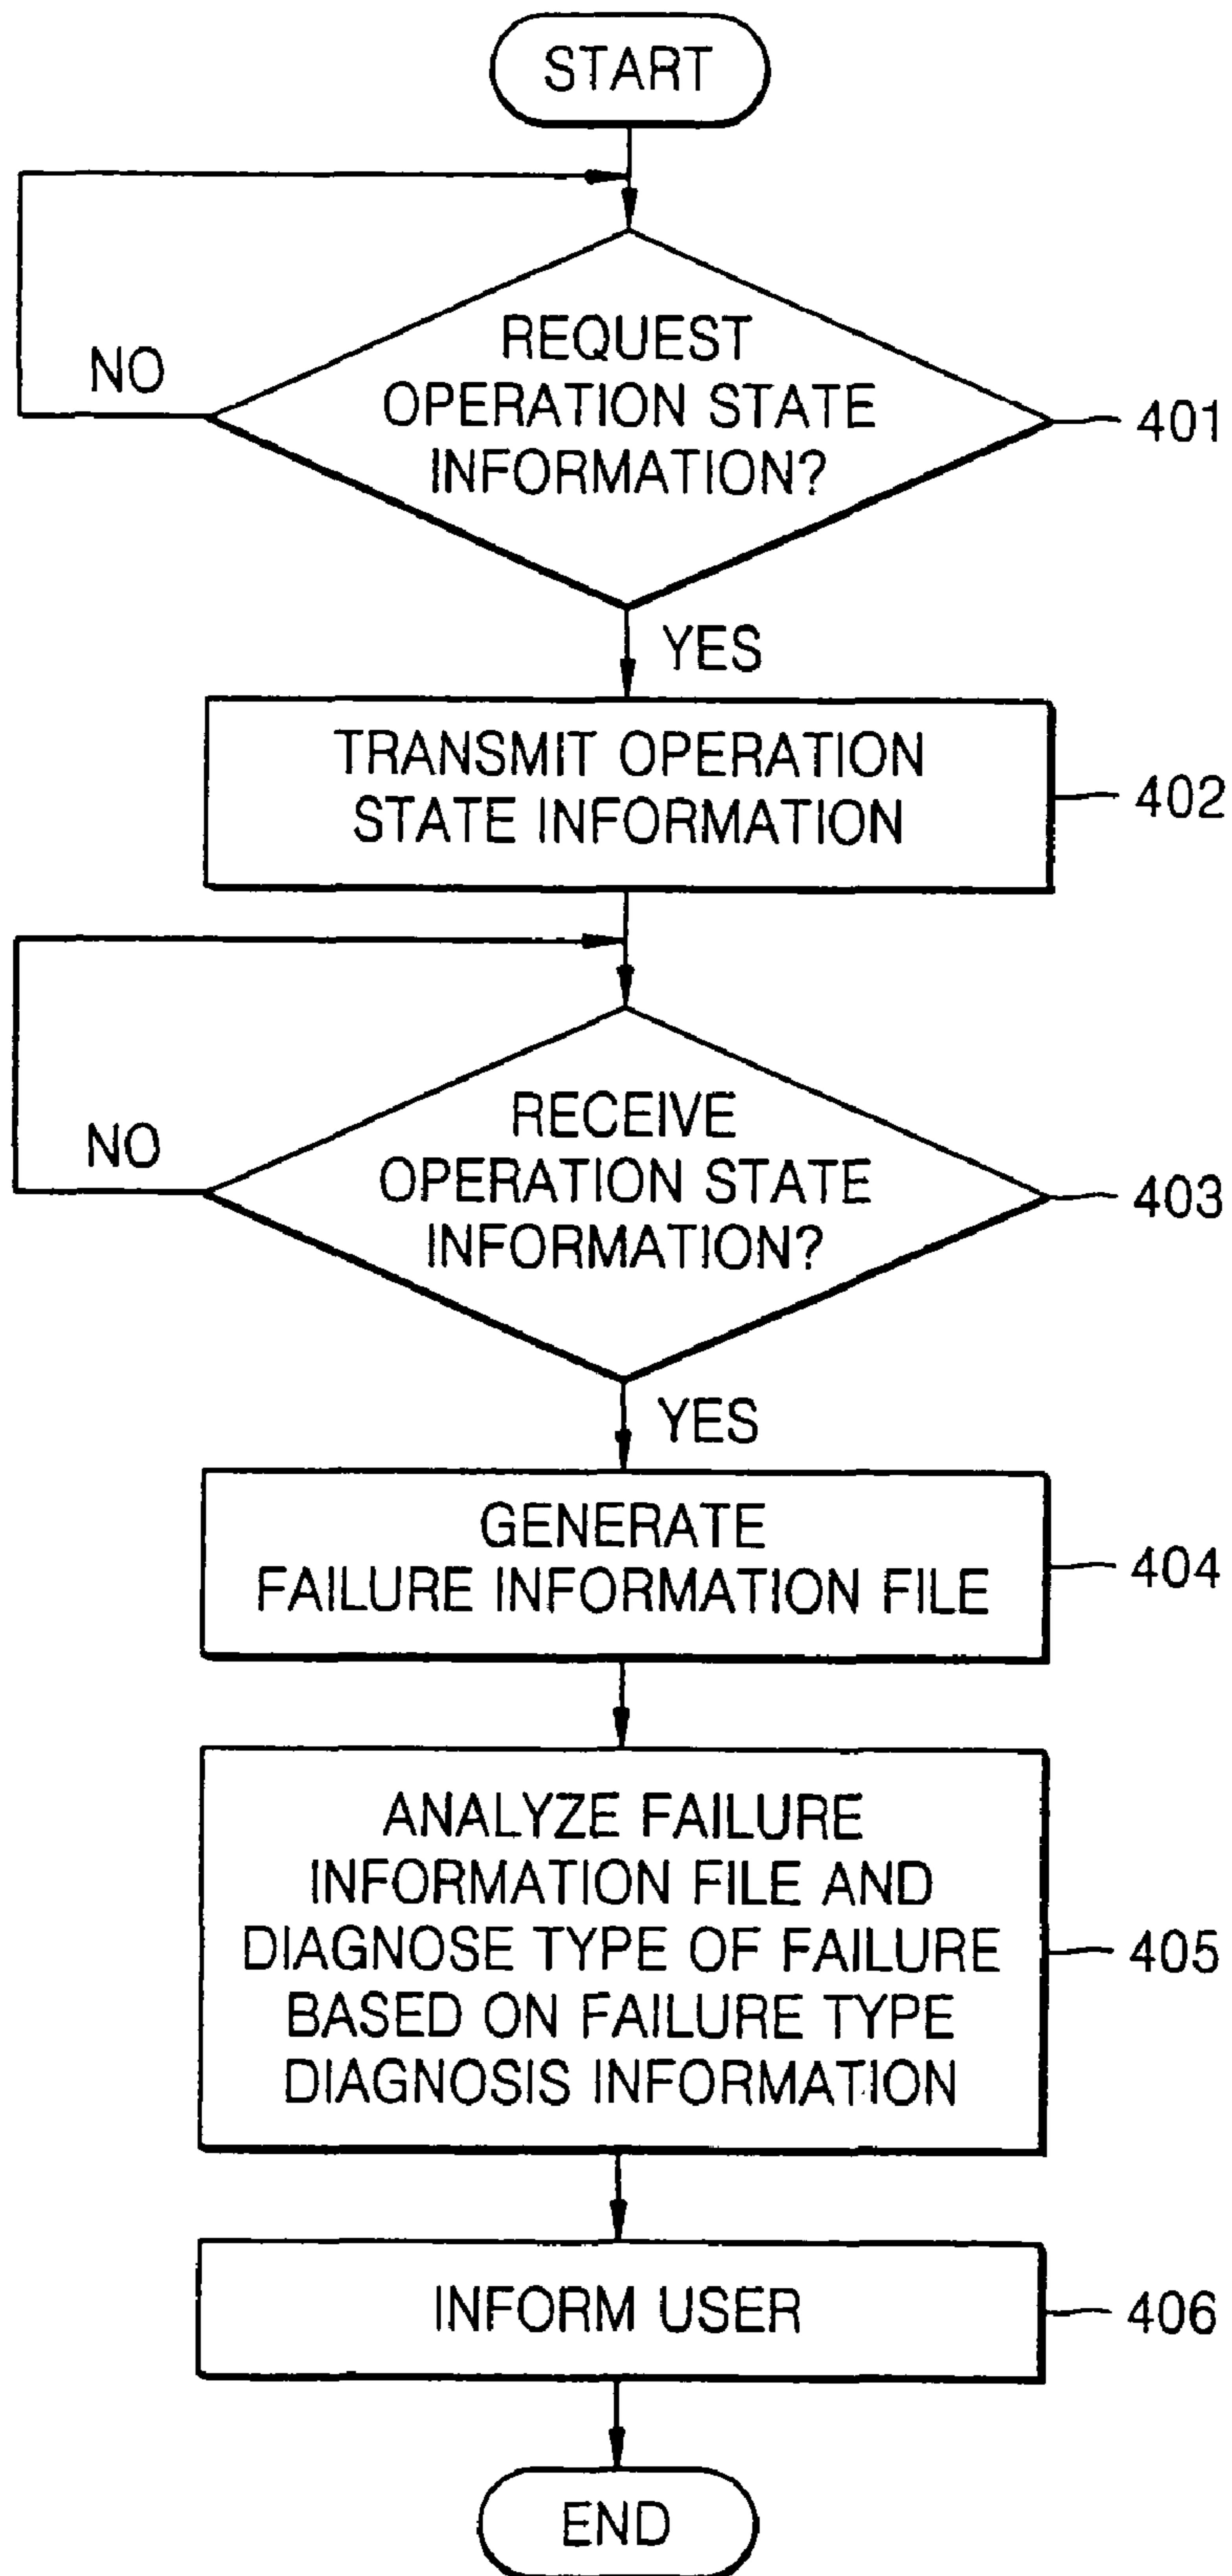 START
REQUEST
OPERATION STATE
INFORMATION?
NO
401
YES
TRANSMIT OPERATION
STATE INFORMATION
402
RECEIVE
OPERATION STATE
INFORMATION?
NO
403
YES
GENERATE
FAILURE INFORMATION FILE
404
ANALYZE FAILURE
INFORMATION FILE AND
DIAGNOSE TYPE OF FAILURE
BASED ON FAILURE TYPE
DIAGNOSIS INFORMATION
405
INFORM USER
406
END